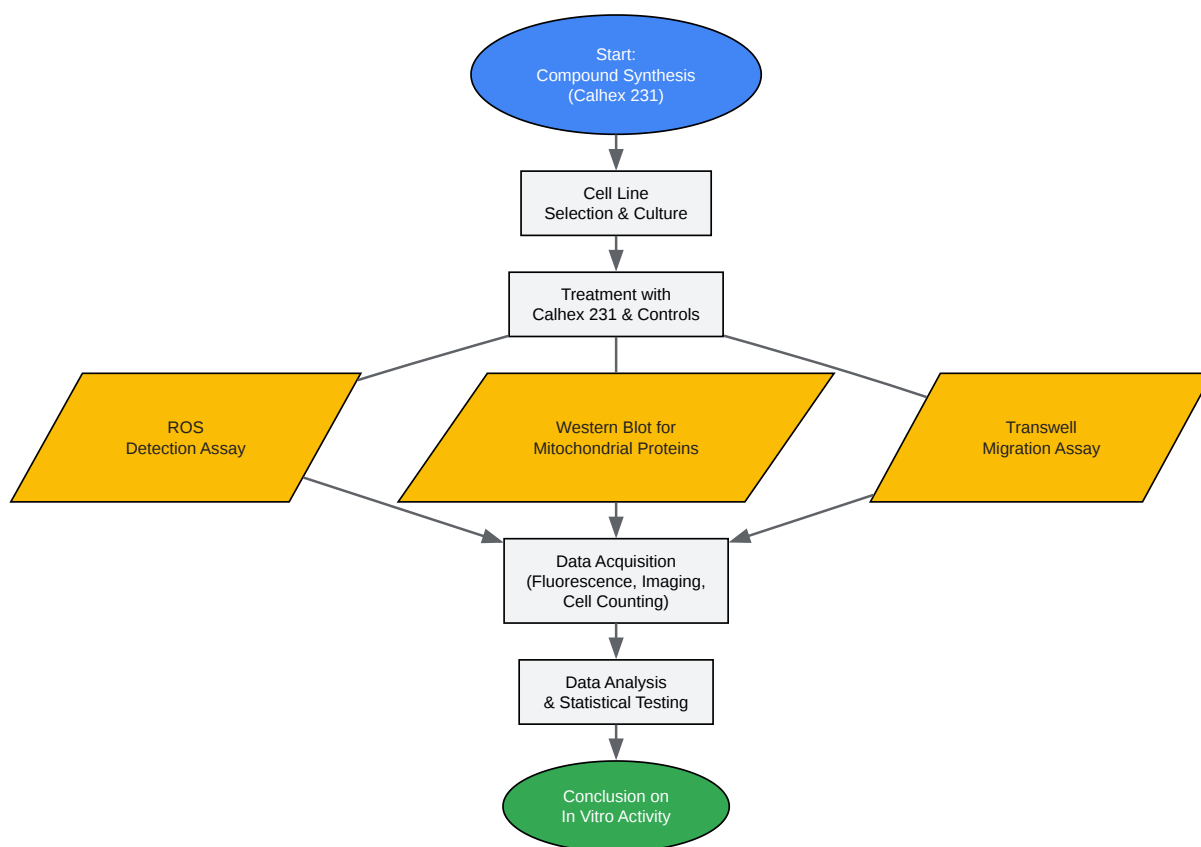 Start:
Compound Synthesis
(Calhex 231)
Cell Line
Selection & Culture
Treatment with
Calhex 231 & Controls
ROS
Detection Assay
Western Blot for
Mitochondrial Proteins
Transwell
Migration Assay
Data Acquisition
(Fluorescence, Imaging,
Cell Counting)
Data Analysis
& Statistical Testing
Conclusion on
In Vitro Activity